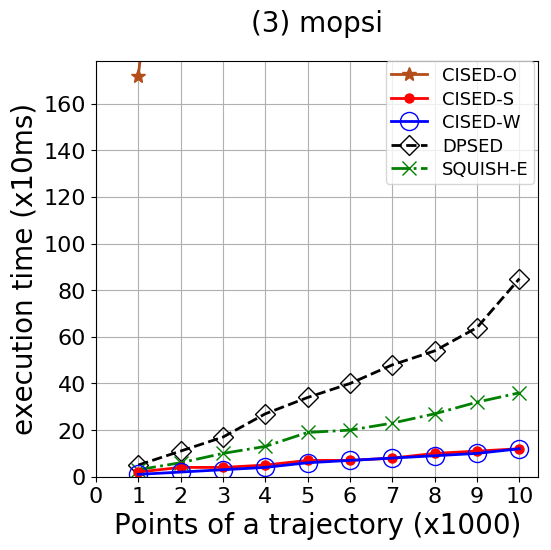 (3) mopsi
CISED-O
CISED-S
CISED-W
DPSED
SQUISH-E
execution time (x10ms)
160
140
120
100
80
60
40
20
0
0 1 2 3 4 5 6 7 8 9 10
Points of a trajectory (x1000)